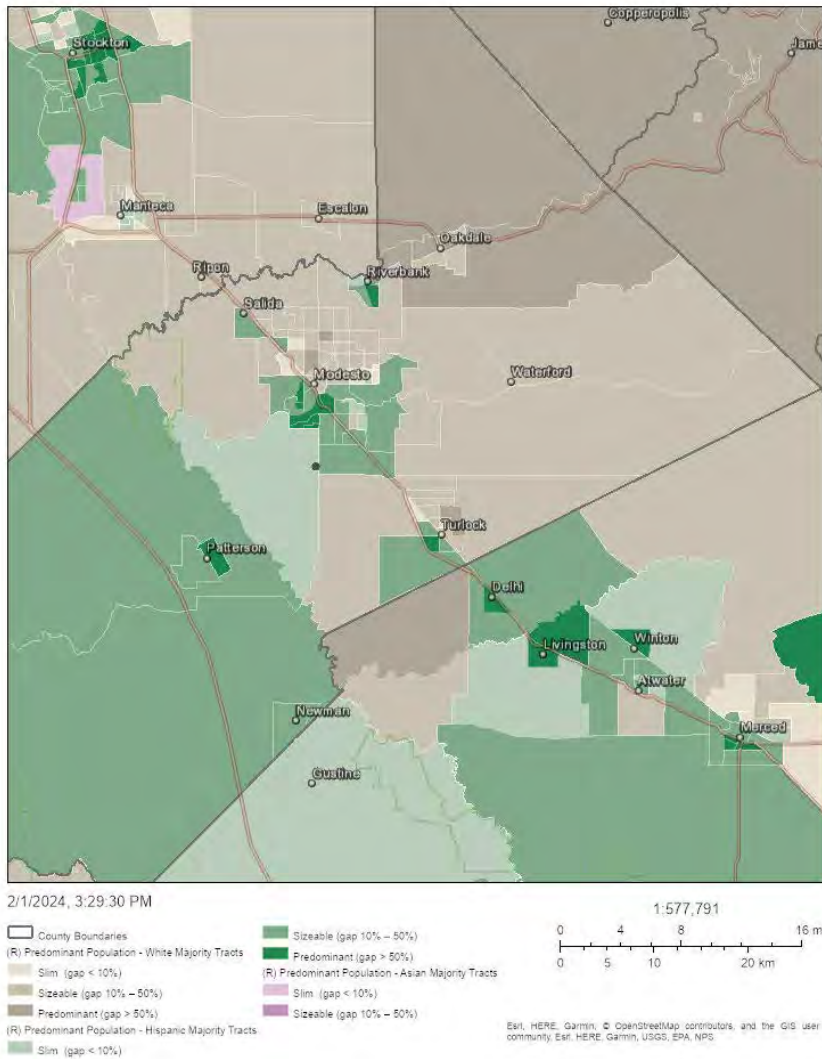 Copperopolis
Stockton
Jame
Manteca
Escalon
Oakdale
Ripon
Riverbank
Salida
Modesto
Waterford
Turlock
Patterson
Delhi
Livingston
Winton
Atwater
Newman
Merced
Gustine
2/1/2024, 3:29:30 PM
1:577,791
County Boundaries
(R) Predominant Population - White Majority Tracts
Slim (gap < 10%)
Sizeable (gap 10% – 50%)
Predominant (gap > 50%)
(R) Predominant Population - Hispanic Majority Tracts
Slim (gap < 10%)
Sizeable (gap 10% – 50%)
Predominant (gap > 50%)
(R) Predominant Population - Asian Majority Tracts
Slim (gap < 10%)
Sizeable (gap 10% – 50%)
0 4 8 16 m
0 5 10 20 km
Esri, HERE, Garmin, © OpenStreetMap contributors, and the GIS user
community, Esri, HERE, Garmin, USGS, EPA, NPS